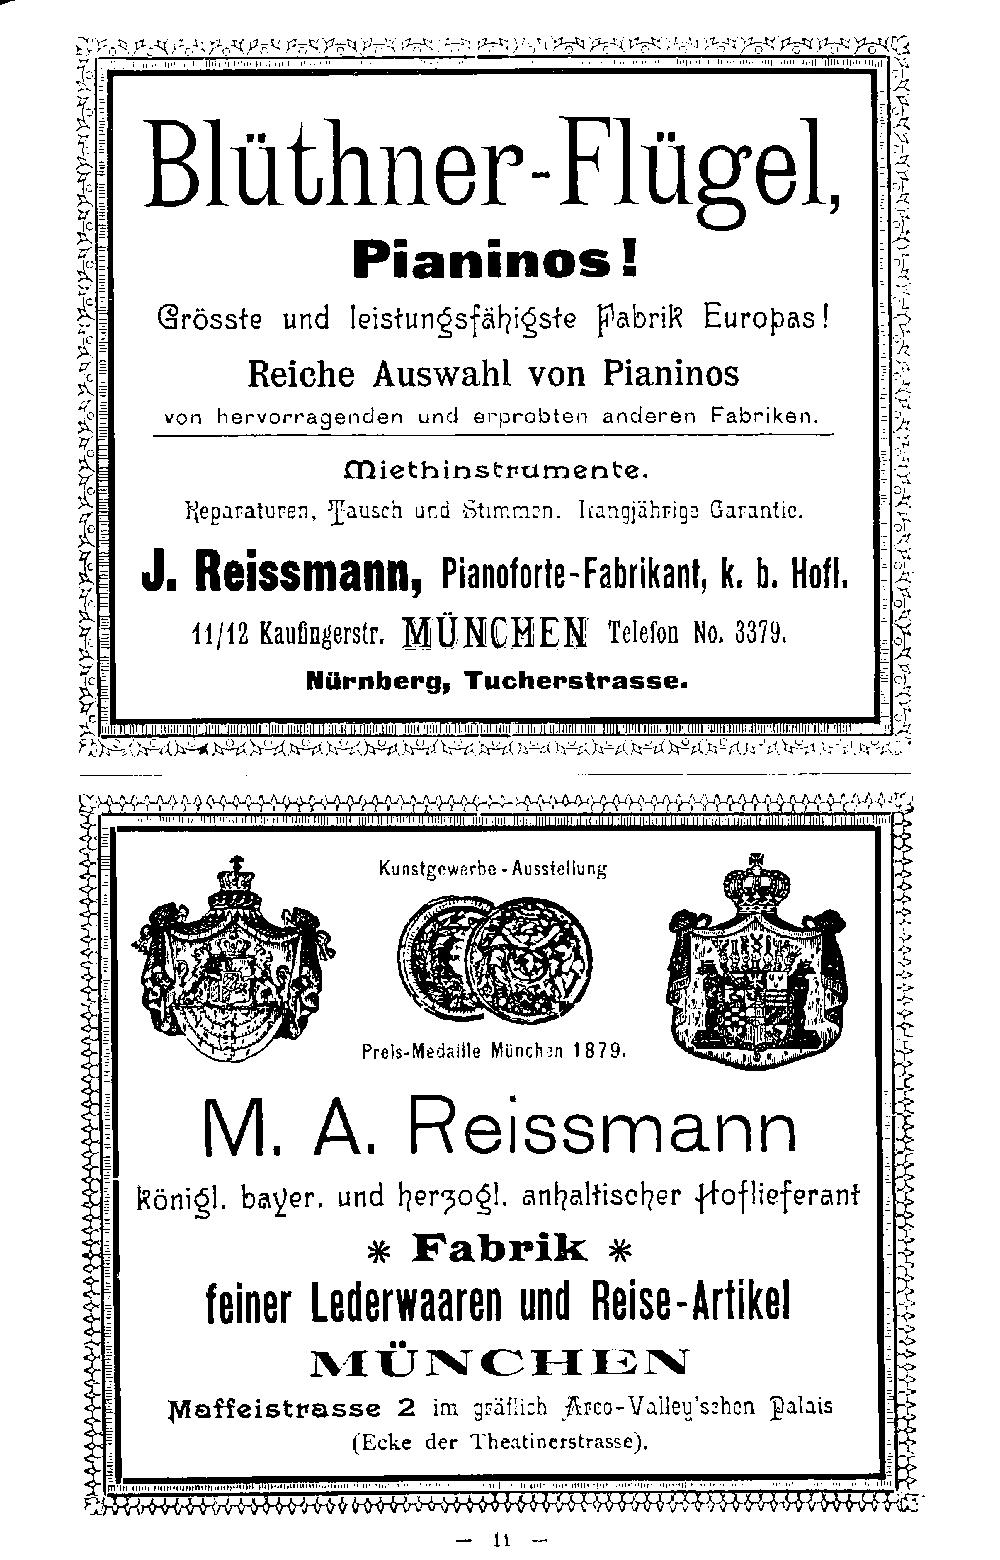 Blüthner-Flügel,
Pianinos!
Grösste und leistungsfähigste Fabrik Europas!
Reiche Auswahl von Pianinos
von hervorragenden und erprobten anderen Fabriken.
Miethinstrumente.
Reparaturen, Tausch und Stimmen. Langjährige Garantie.
J. Reissmann, Pianoforte-Fabrikant, k. b. Hofl.
11/12 Kaufingerstr. MÜNCHEN Telefon No. 3379.
Nürnberg, Tucherstrasse.
Kunstgewerbe-Ausstellung
Preis-Medaille München 1879.
M. A. Reissmann
königl. bayer. und herzogl. anhaltischer Hoflieferant
* Fabrik *
feiner Lederwaaren und Reise-Artikel
MÜNCHEN
Maffeistrasse 2 im gräflich Arco-Valley'schen Palais
(Ecke der Theatinerstrasse).
— 11 —